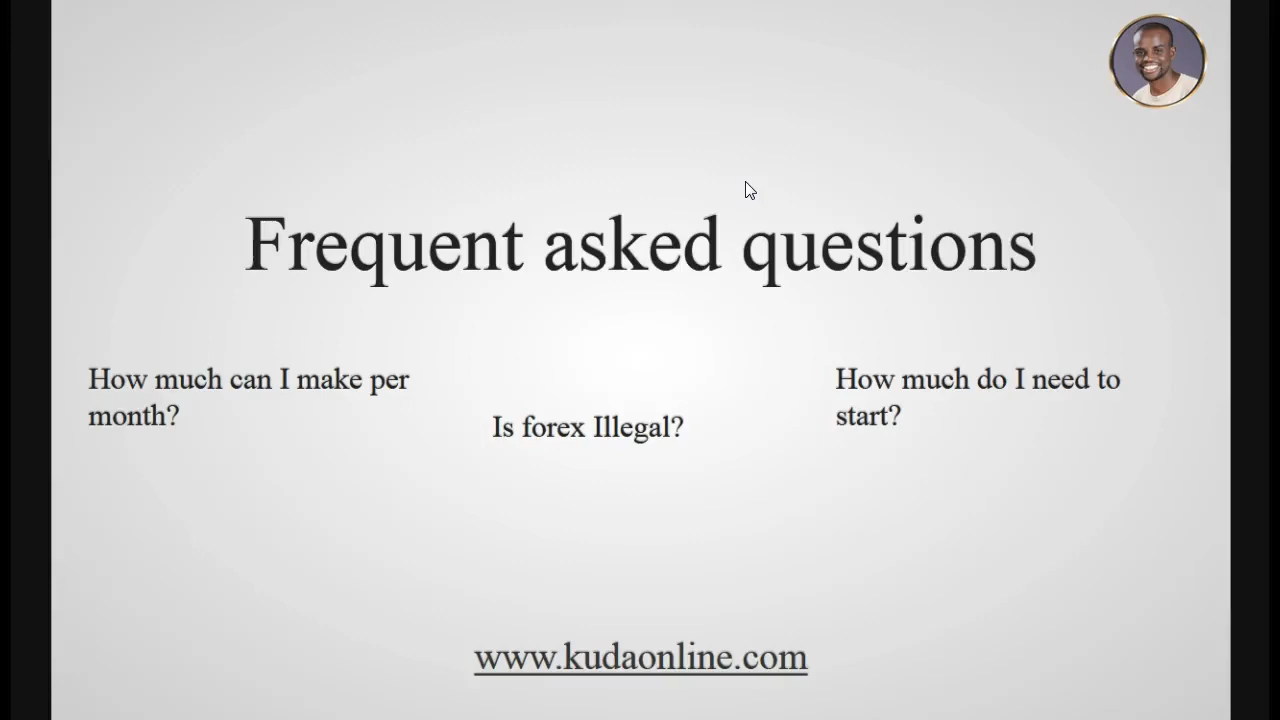 Frequent asked questions
How much can I make per
month?
Is forex Illegal?
How much do I need to
start?
www.kudaonline.com